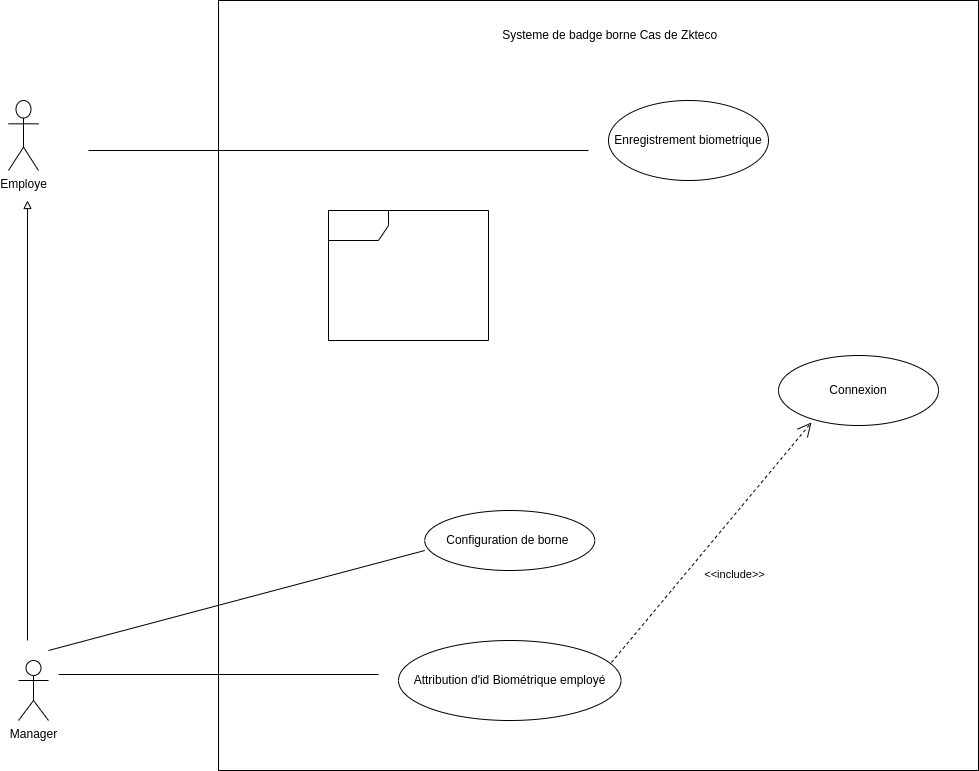 Systeme de badge borne Cas de Zkteco
Enregistrement biometrique
Employe
Connexion
Configuration de borne
<<include>>
Attribution d'id Biométrique employé
Manager